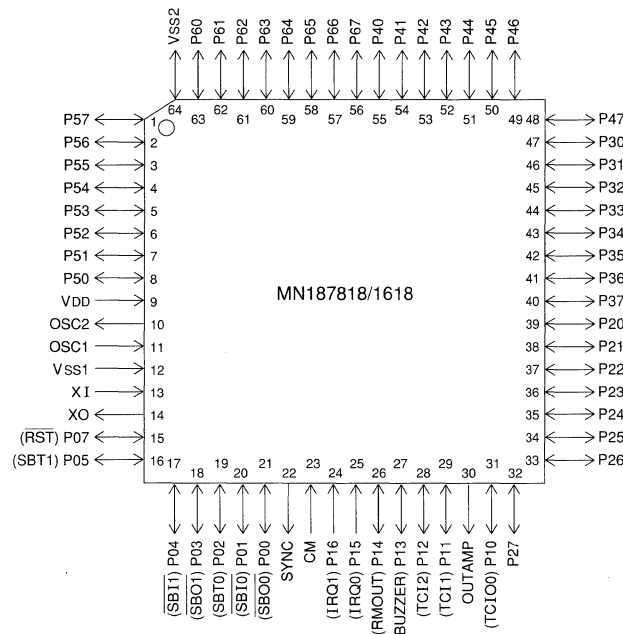 VSS2 P60 P61 P62 P63 P64 P65 P66 P67 P40 P41 P42 P43 P44 P45 P46
64 63 62 61 60 59 58 57 56 55 54 53 52 51 50 49
P57 1 48 P47
P56 2 47 P30
P55 3 46 P31
P54 4 45 P32
P53 5 44 P33
P52 6 43 P34
P51 7 42 P35
P50 8 41 P36
MN187818/1618
VDD 9 40 P37
OSC2 10 39 P20
OSC1 11 38 P21
VSS1 12 37 P22
XI 13 36 P23
XO 14 35 P24
(RST) P07 15 34 P25
(SBT1) P05 16 33 P26
17 18 19 20 21 22 23 24 25 26 27 28 29 30 31 32
(SBI1) P04
(SBO1) P03
(SBT0) P02
(SBI0) P01
(SBO0) P00
SYNC
CM
(IRQ1) P16
(IRQ0) P15
(RMOUT) P14
BUZZER) P13
(TCI2) P12
(TCI1) P11
OUTAMP
(TCIO0) P10
P27